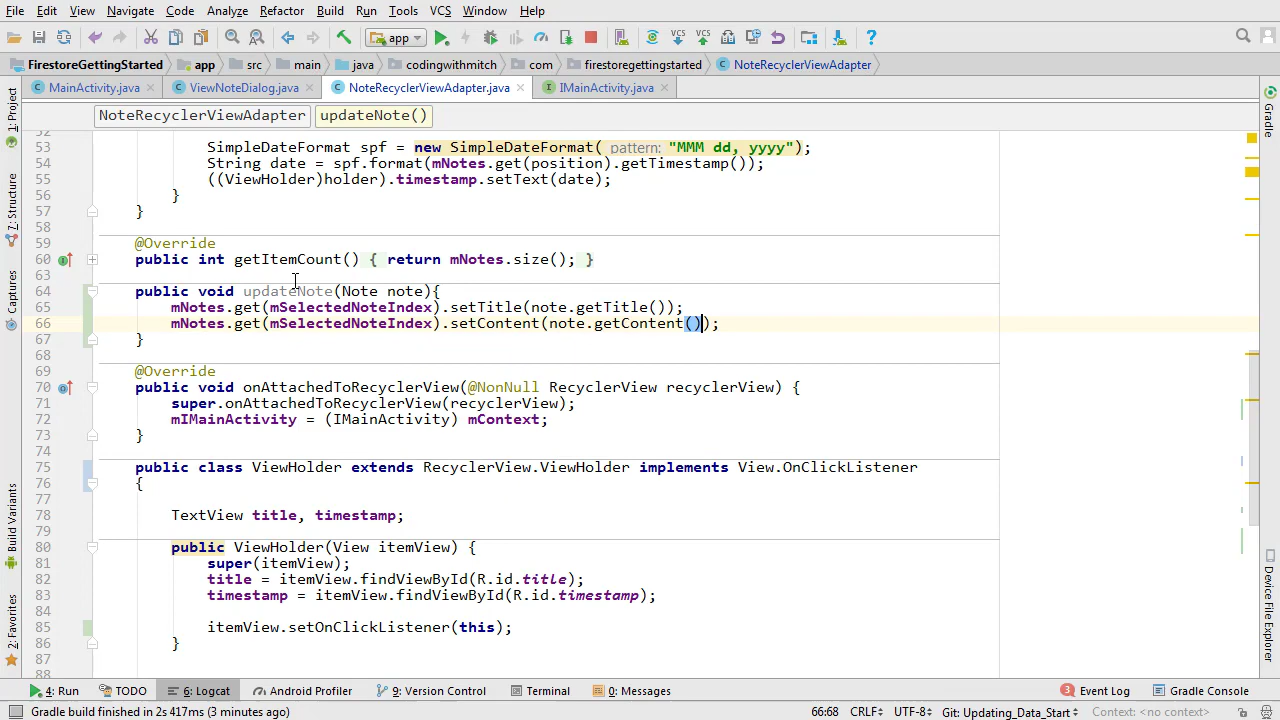 File Edit View Navigate Code Analyze Refactor Build Run Tools VCS Window Help
app VCS VCS
FirestoreGettingStarted app src main java codingwithmitch com firestoregettingstarted NoteRecyclerViewAdapter
MainActivity.java ViewNoteDialog.java NoteRecyclerViewAdapter.java IMainActivity.java
NoteRecyclerViewAdapter updateNote()
52
53 SimpleDateFormat spf = new SimpleDateFormat( pattern: "MMM dd, yyyy");
54 String date = spf.format(mNotes.get(position).getTimestamp());
55 ((ViewHolder)holder).timestamp.setText(date);
56 }
57 }
58
59 @Override
60 public int getItemCount() { return mNotes.size(); }
63
64 public void updateNote(Note note){
65 mNotes.get(mSelectedNoteIndex).setTitle(note.getTitle());
66 mNotes.get(mSelectedNoteIndex).setContent(note.getContent());
67 }
68
69 @Override
70 public void onAttachedToRecyclerView(@NonNull RecyclerView recyclerView) {
71 super.onAttachedToRecyclerView(recyclerView);
72 mIMainActivity = (IMainActivity) mContext;
73 }
74
75 public class ViewHolder extends RecyclerView.ViewHolder implements View.OnClickListener
76 {
77
78 TextView title, timestamp;
79
80 public ViewHolder(View itemView) {
81 super(itemView);
82 title = itemView.findViewById(R.id.title);
83 timestamp = itemView.findViewById(R.id.timestamp);
84
85 itemView.setOnClickListener(this);
86 }
87
88
1: Project
7: Structure
Captures
Build Variants
2: Favorites
Gradle
Device File Explorer
4: Run TODO 6: Logcat Android Profiler 9: Version Control Terminal 0: Messages 3 Event Log Gradle Console
Gradle build finished in 2s 417ms (3 minutes ago) 66:68 CRLF UTF-8 Git: Updating_Data_Start Context: <no context>